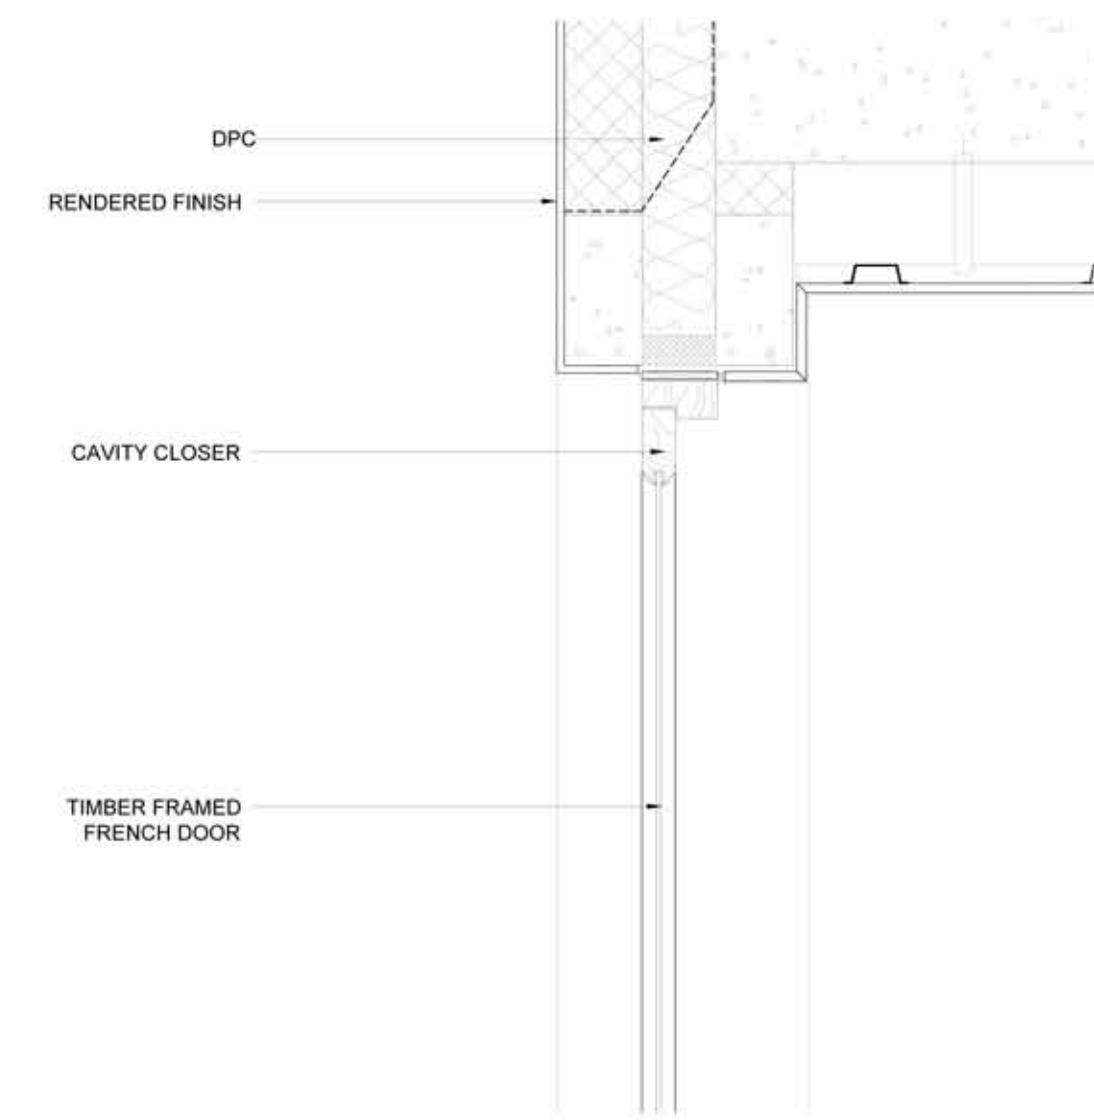 DPC
RENDERED FINISH
CAVITY CLOSER
TIMBER FRAMED
FRENCH DOOR